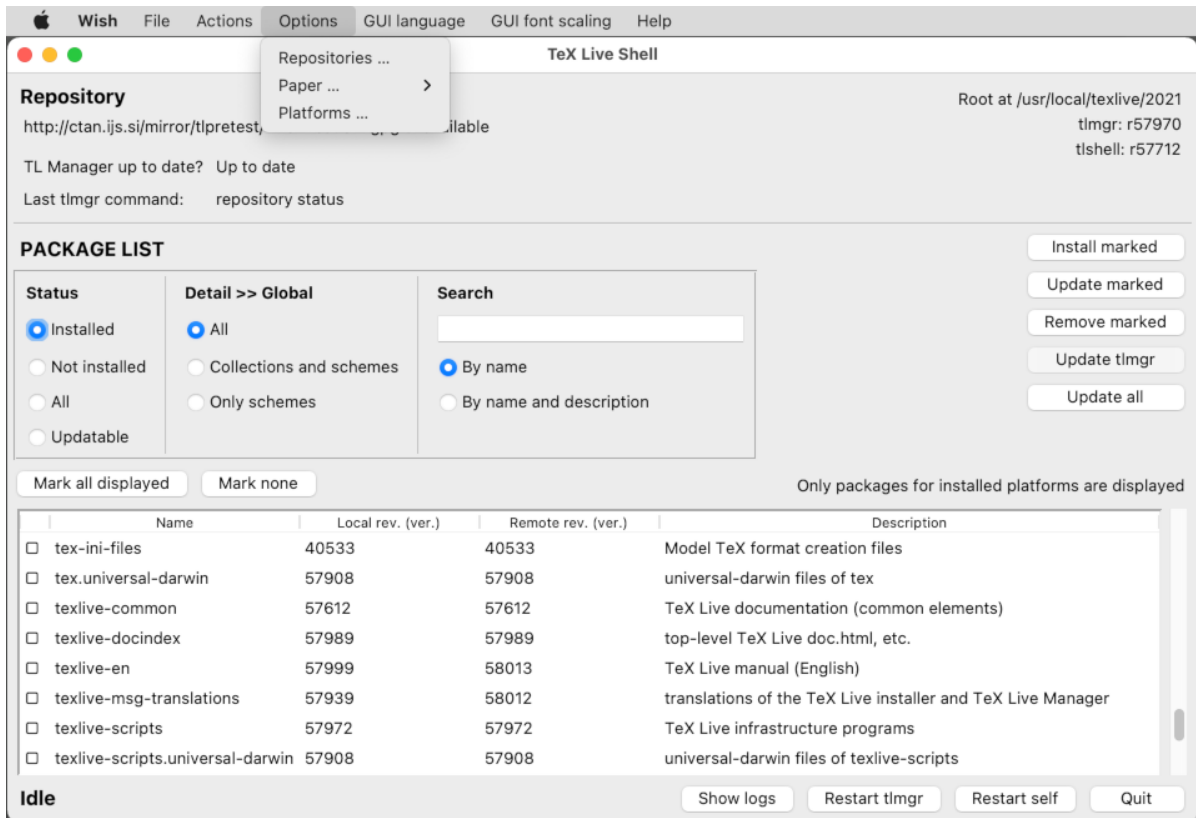 Wish File Actions Options GUI language GUI font scaling Help
TeX Live Shell
Repositories ...
Paper ...
Platforms ...
Repository
http://ctan.ijs.si/mirror/tlpretest/
Root at /usr/local/texlive/2021
tlmgr: r57970
tlshell: r57712
TL Manager up to date? Up to date
Last tlmgr command: repository status
PACKAGE LIST
Install marked
Update marked
Remove marked
Update tlmgr
Update all
Status
Installed
Not installed
All
Updatable
Detail >> Global
All
Collections and schemes
Only schemes
Search
By name
By name and description
Mark all displayed Mark none
Only packages for installed platforms are displayed
Name Local rev. (ver.) Remote rev. (ver.) Description
tex-ini-files 40533 40533 Model TeX format creation files
tex.universal-darwin 57908 57908 universal-darwin files of tex
texlive-common 57612 57612 TeX Live documentation (common elements)
texlive-docindex 57989 57989 top-level TeX Live doc.html, etc.
texlive-en 57999 58013 TeX Live manual (English)
texlive-msg-translations 57939 58012 translations of the TeX Live installer and TeX Live Manager
texlive-scripts 57972 57972 TeX Live infrastructure programs
texlive-scripts.universal-darwin 57908 57908 universal-darwin files of texlive-scripts
Idle
Show logs Restart tlmgr Restart self Quit